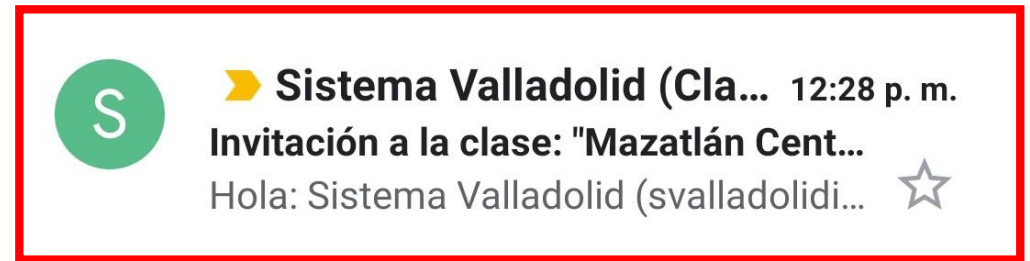 S
Sistema Valladolid (Cla... 12:28 p. m.
Invitación a la clase: "Mazatlán Cent...
Hola: Sistema Valladolid (svalladolidi...